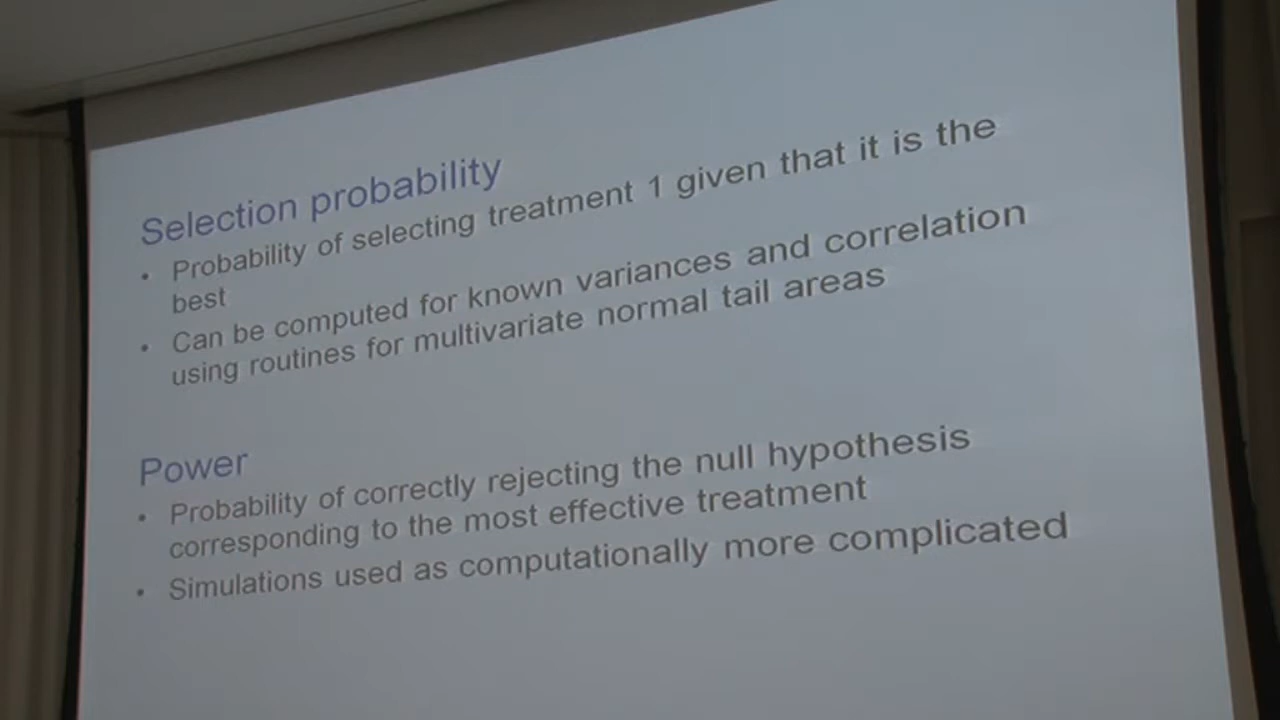 Selection probability
• Probability of selecting treatment 1 given that it is the
best
• Can be computed for known variances and correlation
using routines for multivariate normal tail areas
Power
• Probability of correctly rejecting the null hypothesis
corresponding to the most effective treatment
• Simulations used as computationally more complicated